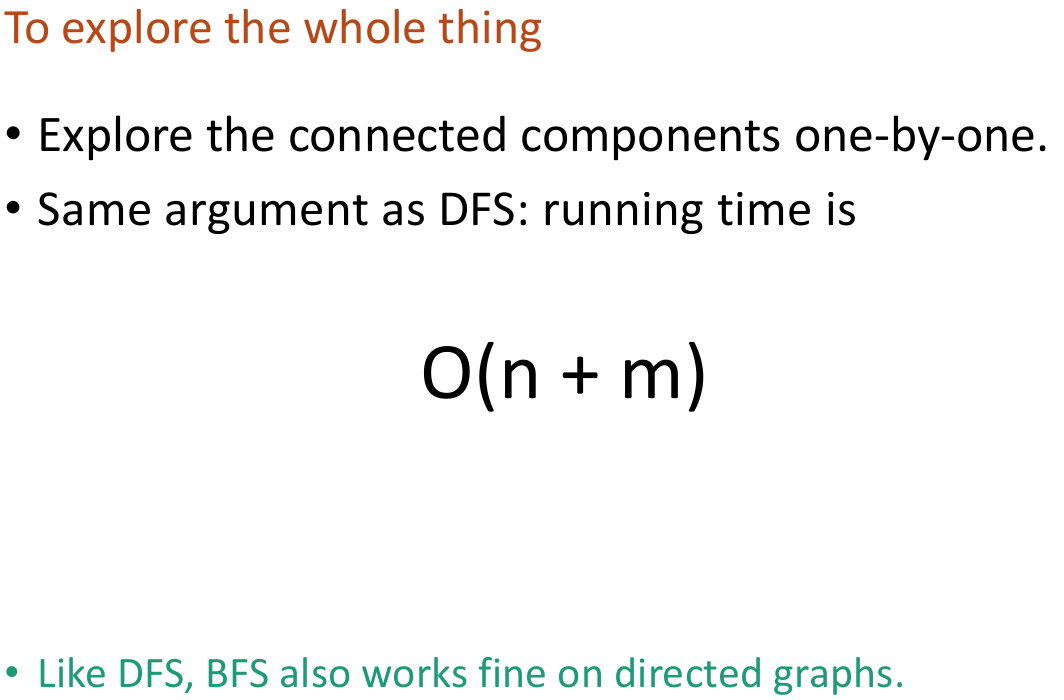 To explore the whole thing
• Explore the connected components one-by-one.
• Same argument as DFS: running time is
O(n + m)
• Like DFS, BFS also works fine on directed graphs.